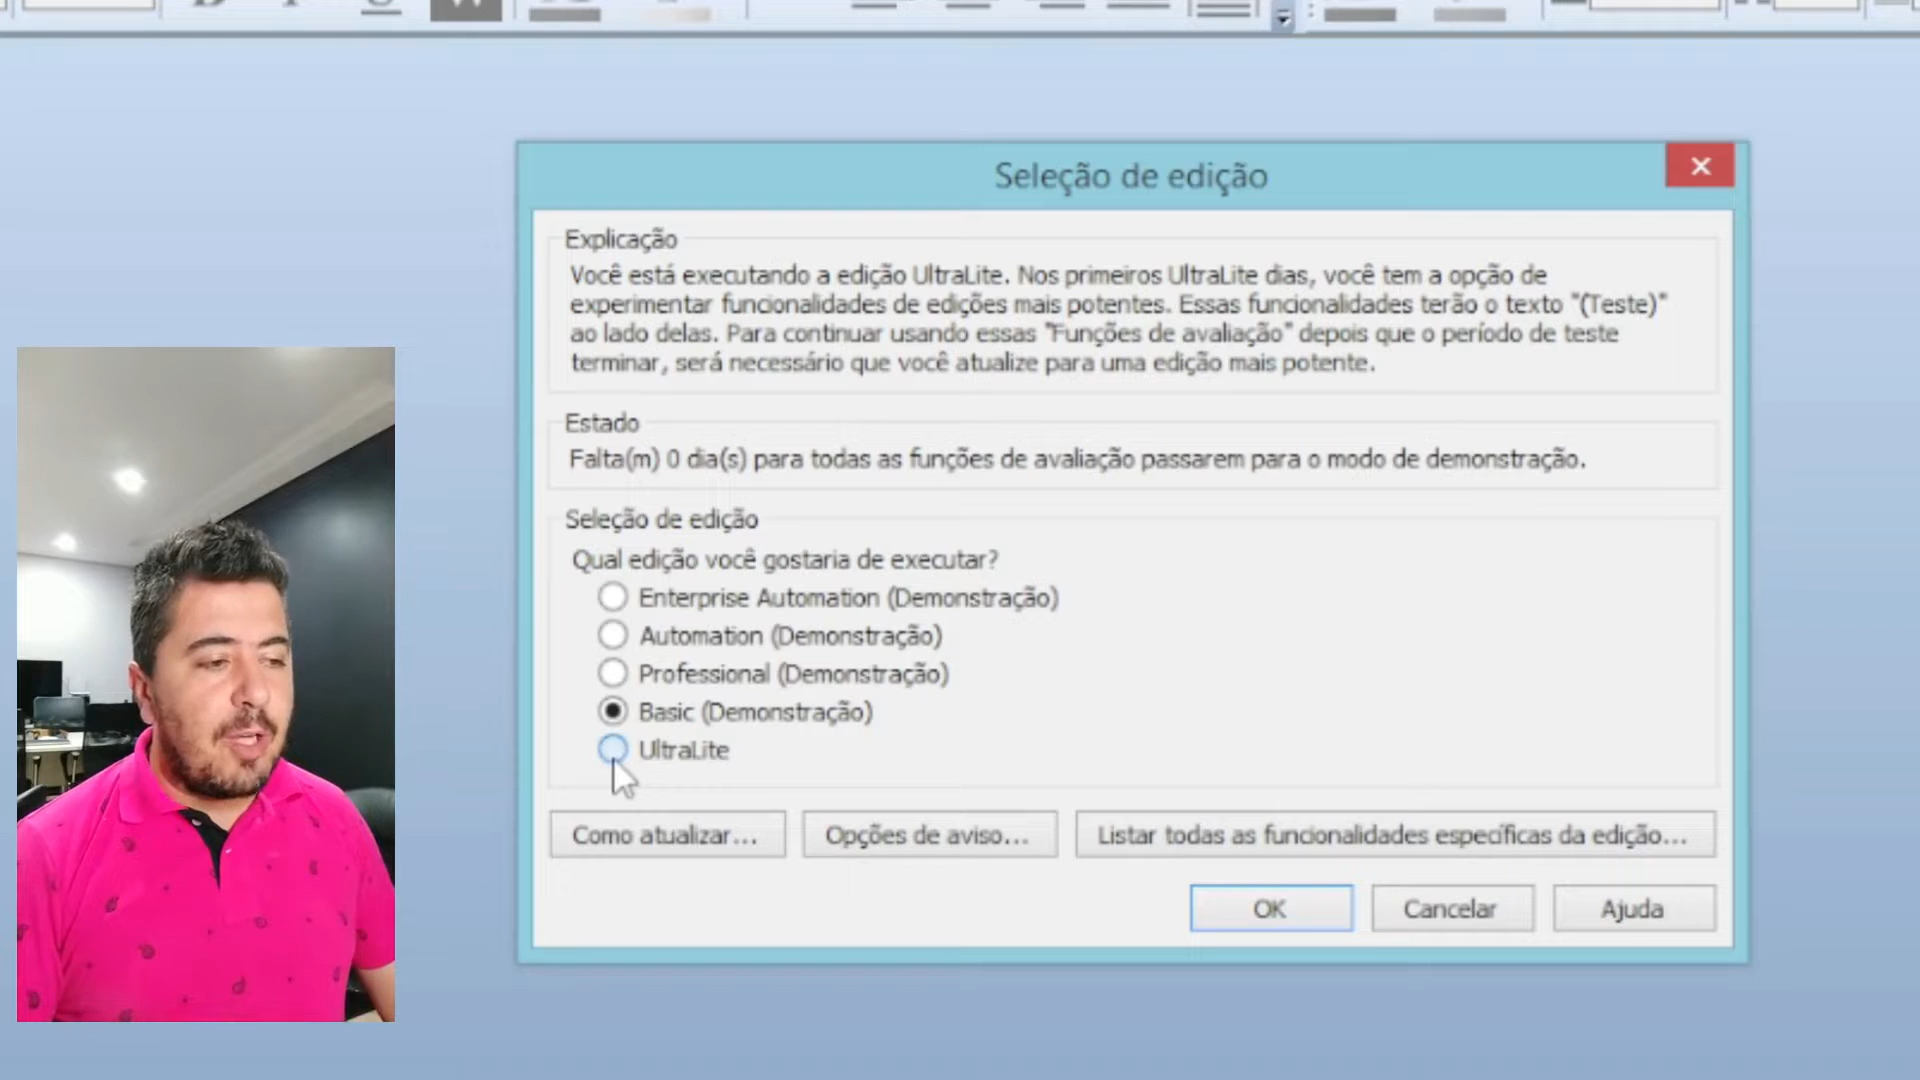 Seleção de edição
Explicação
Você está executando a edição UltraLite. Nos primeiros UltraLite dias, você tem a opção de
experimentar funcionalidades de edições mais potentes. Essas funcionalidades terão o texto "(Teste)"
ao lado delas. Para continuar usando essas "Funções de avaliação" depois que o período de teste
terminar, será necessário que você atualize para uma edição mais potente.
Estado
Falta(m) 0 dia(s) para todas as funções de avaliação passarem para o modo de demonstração.
Seleção de edição
Qual edição você gostaria de executar?
Enterprise Automation (Demonstração)
Automation (Demonstração)
Professional (Demonstração)
Basic (Demonstração)
UltraLite
Como atualizar...
Opções de aviso...
Listar todas as funcionalidades específicas da edição...
OK
Cancelar
Ajuda